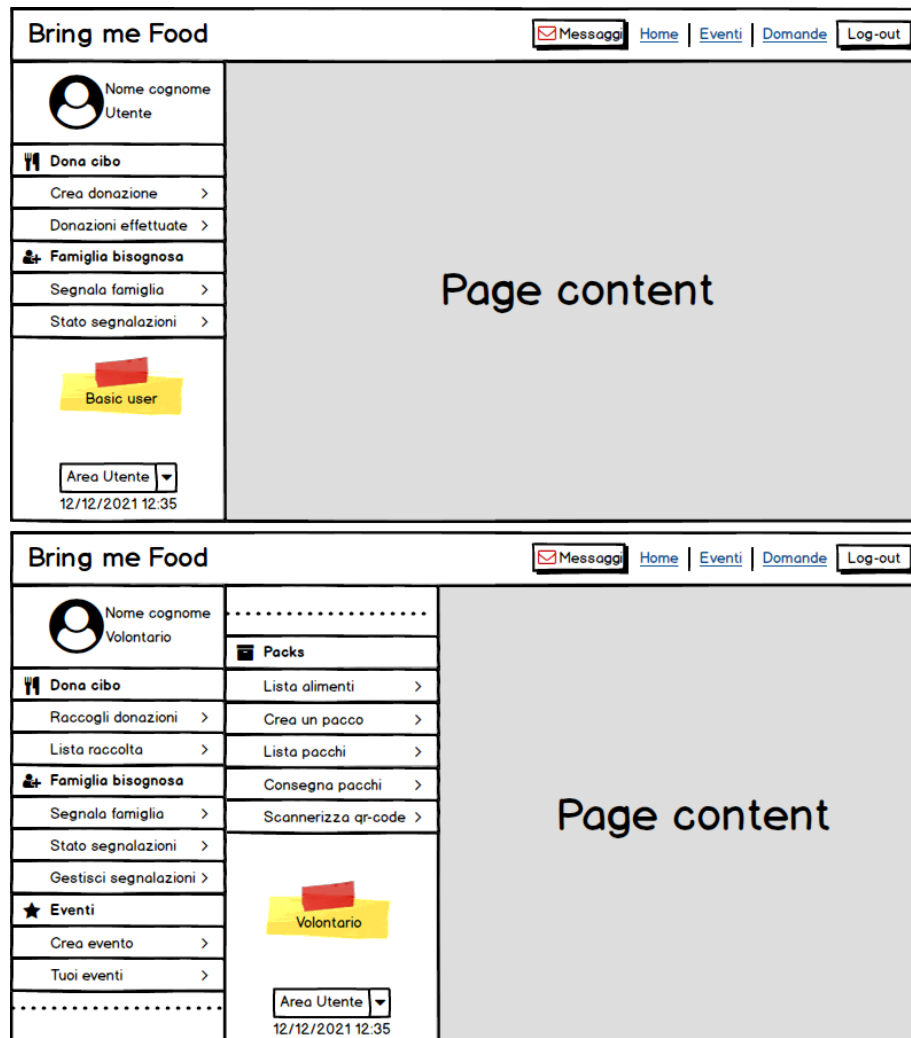 Bring me Food
Messaggi Home Eventi Domande Log-out
Nome cognome
Utente
Dona cibo
Crea donazione
Donazioni effettuate
Famiglia bisognosa
Segnala famiglia
Stato segnalazioni
Basic user
Area Utente
12/12/2021 12:35
Page content
Bring me Food
Messaggi Home Eventi Domande Log-out
Nome cognome
Volontario
Dona cibo
Raccogli donazioni
Lista raccolta
Famiglia bisognosa
Segnala famiglia
Stato segnalazioni
Gestisci segnalazioni
Eventi
Crea evento
Tuoi eventi
Packs
Lista alimenti
Crea un pacco
Lista pacchi
Consegna pacchi
Scannerizza qr-code
Volontario
Area Utente
12/12/2021 12:35
Page content